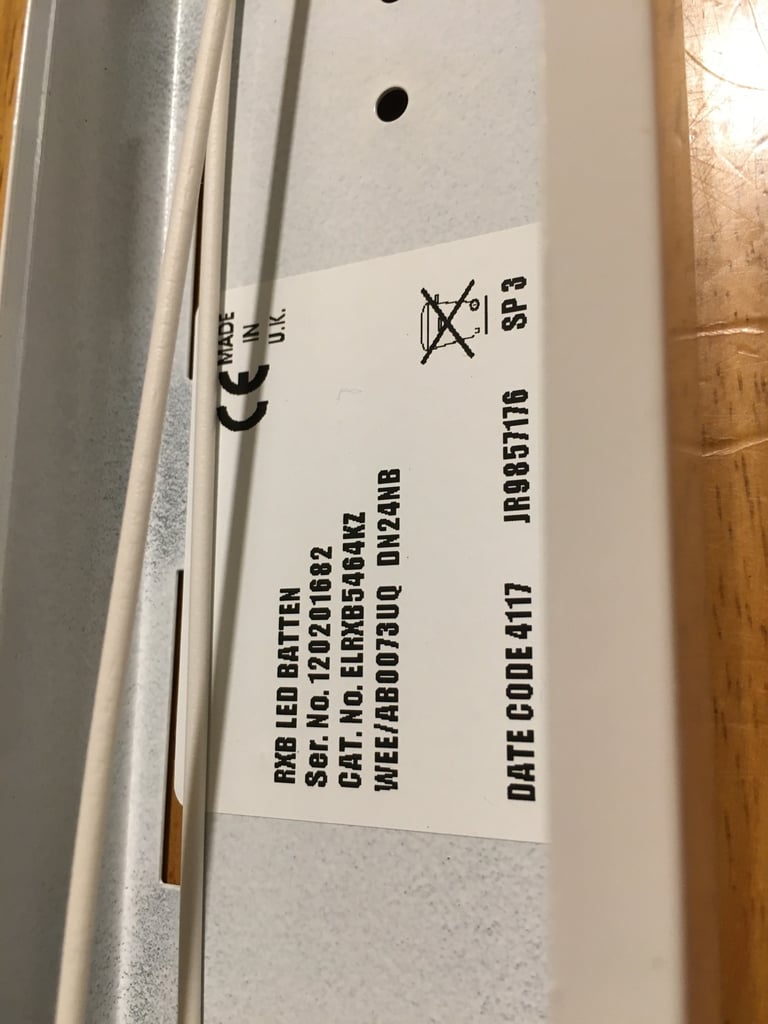 RXB LED BATTEN
Ser. No. 120201682
CAT. No. ELRXB5464KZ
WEE/AB0073UQ DN24NB
DATE CODE 4117 JR9857176 SP 3
CE
MADE
IN
U.K.